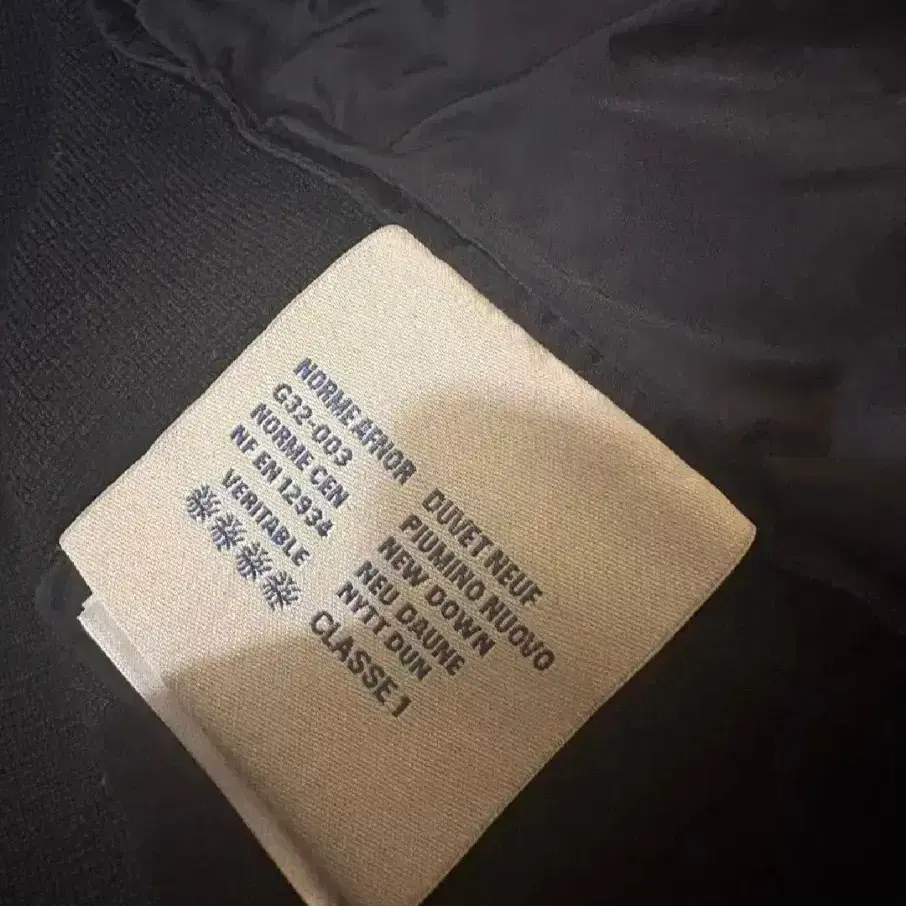 NORME AFNOR
G32-003
NORME CEN
NF EN 12934
VERITABLE
DUVET NEUF
PIUMINO NUOVO
NEW DOWN
NEU DAUNE
NYTT DUN
CLASSE 1